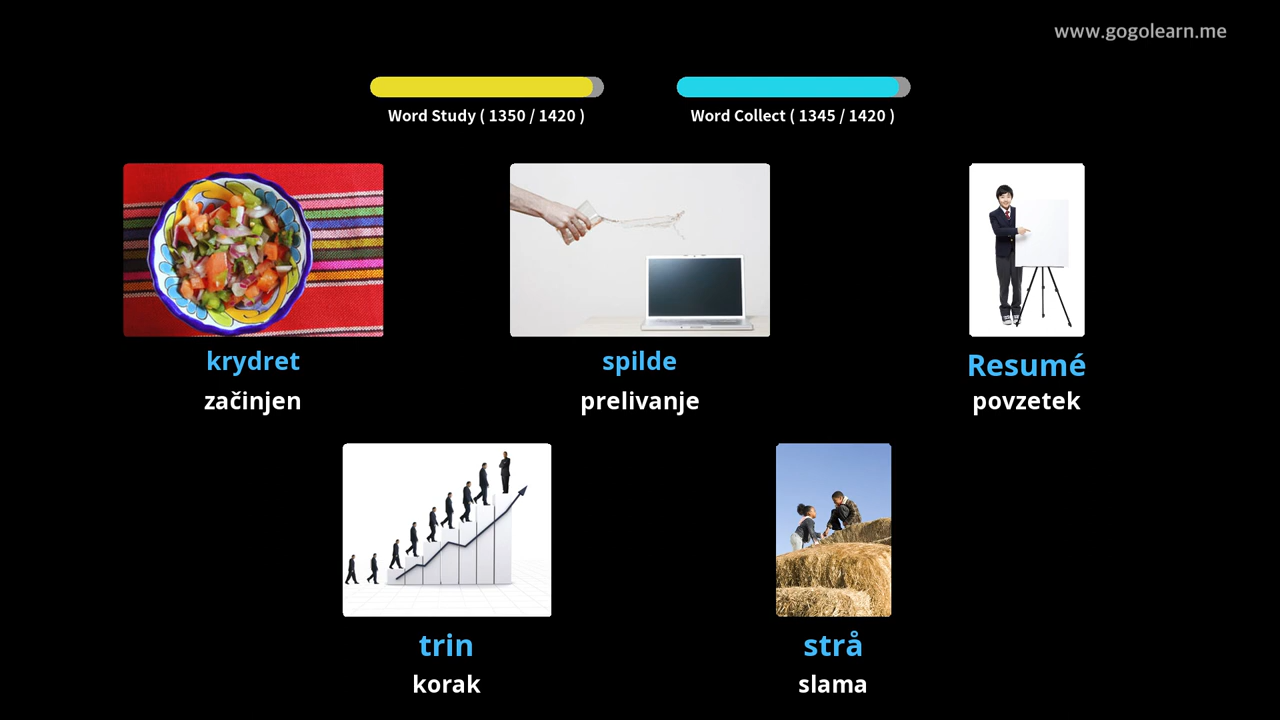 www.gogolearn.me
Word Study ( 1350 / 1420 )
Word Collect ( 1345 / 1420 )
krydret
začinjen
spilde
prelivanje
Resumé
povzetek
trin
korak
strå
slama